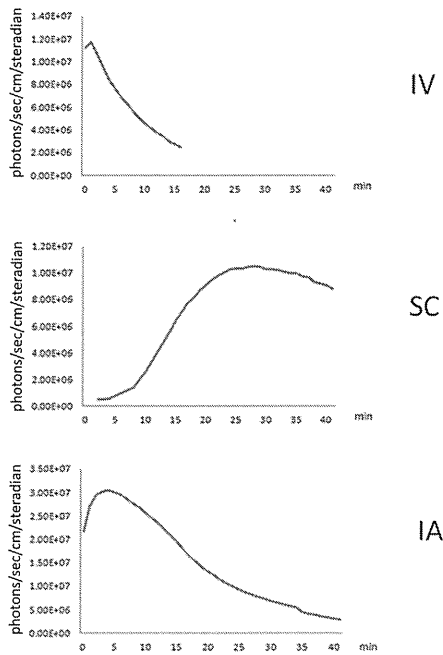 photons/sec/cm/steradian
1.40E+07
1.20E+07
1.00E+07
8.00E+06
6.00E+06
4.00E+06
2.00E+06
0.00E+00
0 5 10 15 20 25 30 35 40 min
IV
photons/sec/cm/steradian
1.20E+07
1.00E+07
8.00E+06
6.00E+06
4.00E+06
2.00E+06
0.00E+00
0 5 10 15 20 25 30 35 40 min
SC
photons/sec/cm/steradian
3.50E+07
3.00E+07
2.50E+07
2.00E+07
1.50E+07
1.00E+07
5.00E+06
0.00E+00
0 5 10 15 20 25 30 35 40 min
IA